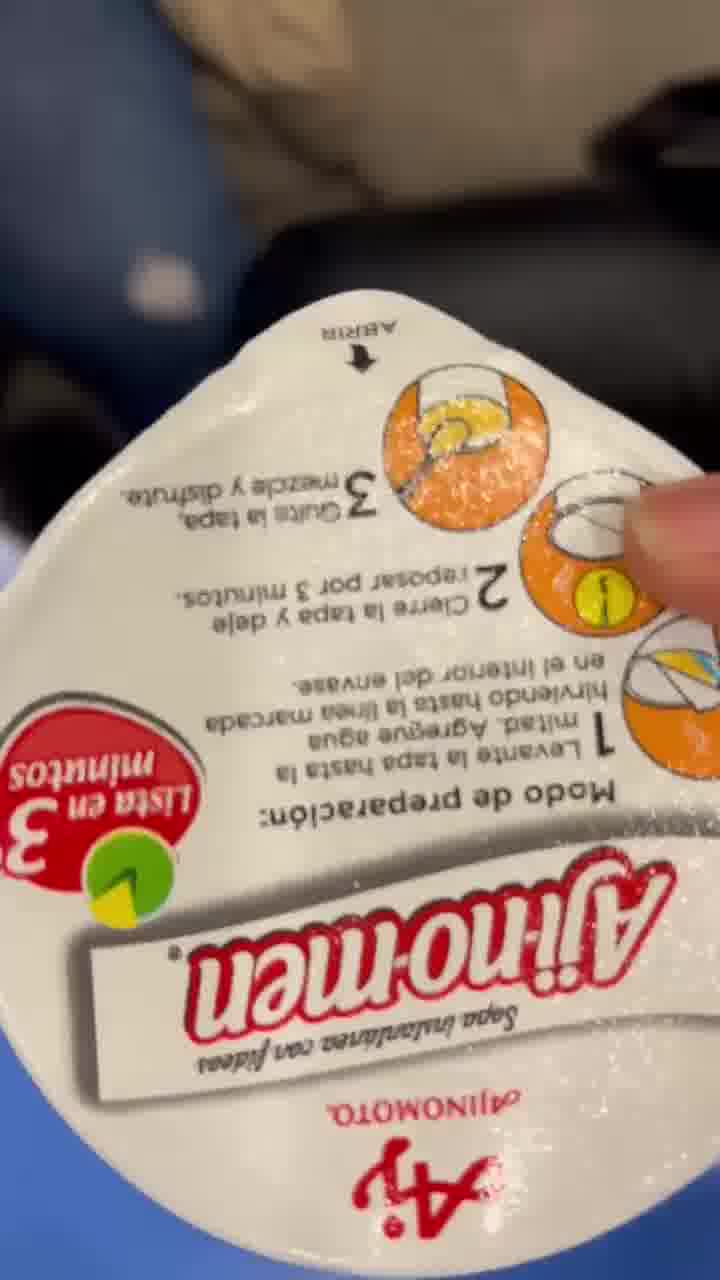 Aj
AJINOMOTO.
Sopa instantánea con fideos
Aji-no-men®
Lista en
3
minutos
Modo de preparación:
1 Levante la tapa hasta la
mitad. Agregue agua
hirviendo hasta la línea marcada
en el interior del envase.
2 Cierre la tapa y deje
reposar por 3 minutos.
3 Quite la tapa,
mezcle y disfrute.
ABRIR